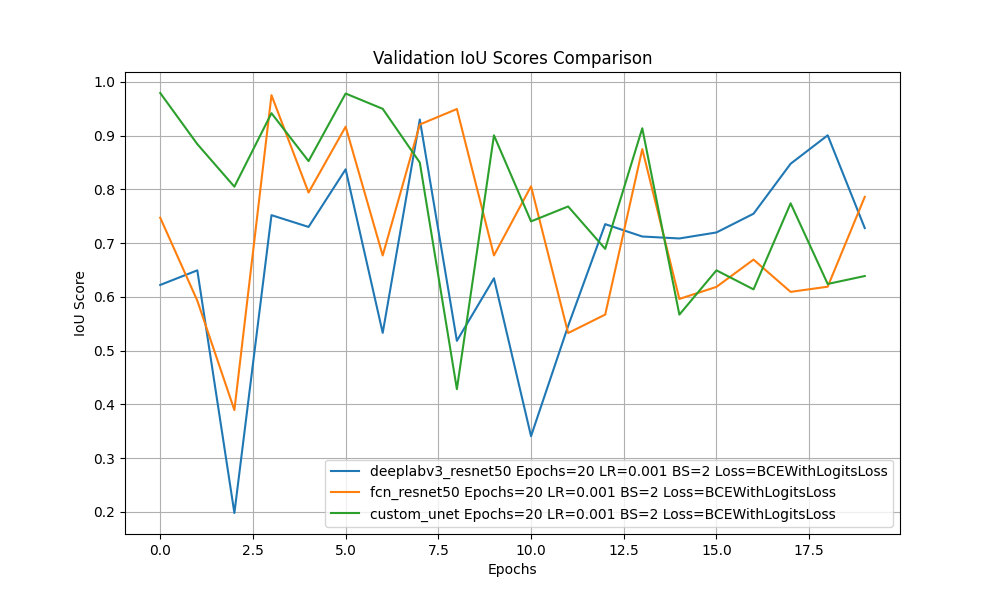 Validation IoU Scores Comparison
1.0
0.9
0.8
0.7
0.6
0.5
0.4
0.3
0.2
IoU Score
deeplabv3_resnet50 Epochs=20 LR=0.001 BS=2 Loss=BCEWithLogitsLoss
fcn_resnet50 Epochs=20 LR=0.001 BS=2 Loss=BCEWithLogitsLoss
custom_unet Epochs=20 LR=0.001 BS=2 Loss=BCEWithLogitsLoss
0.0 2.5 5.0 7.5 10.0 12.5 15.0 17.5
Epochs